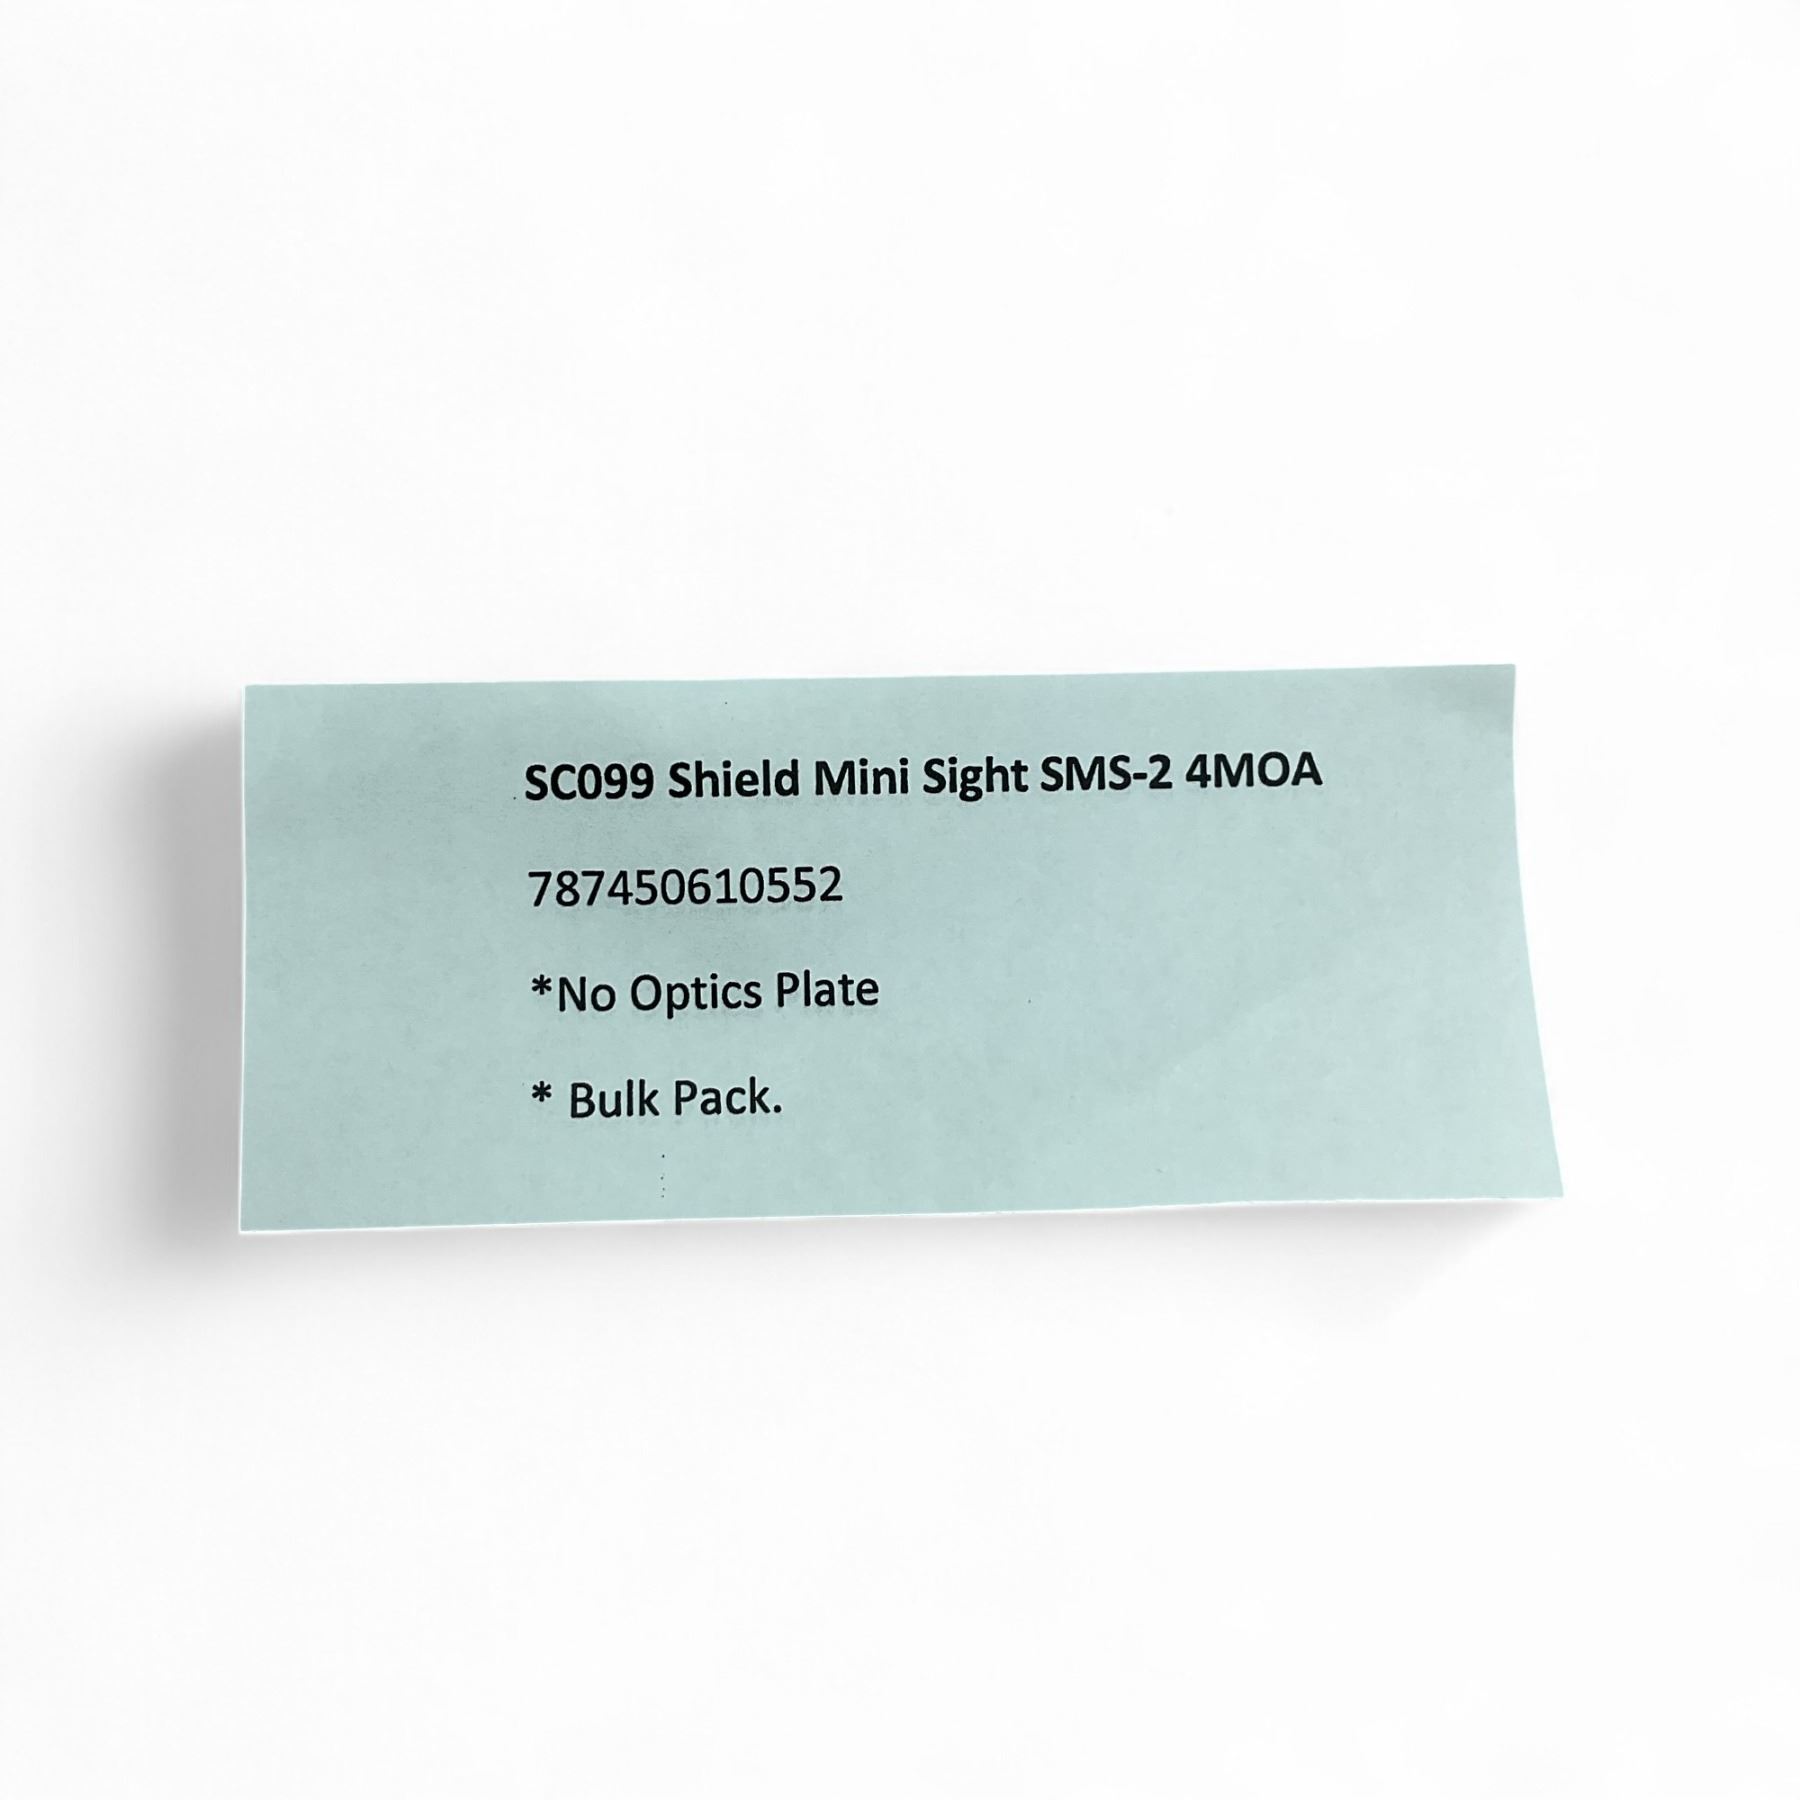 SC099 Shield Mini Sight SMS-2 4MOA
787450610552
*No Optics Plate
* Bulk Pack.